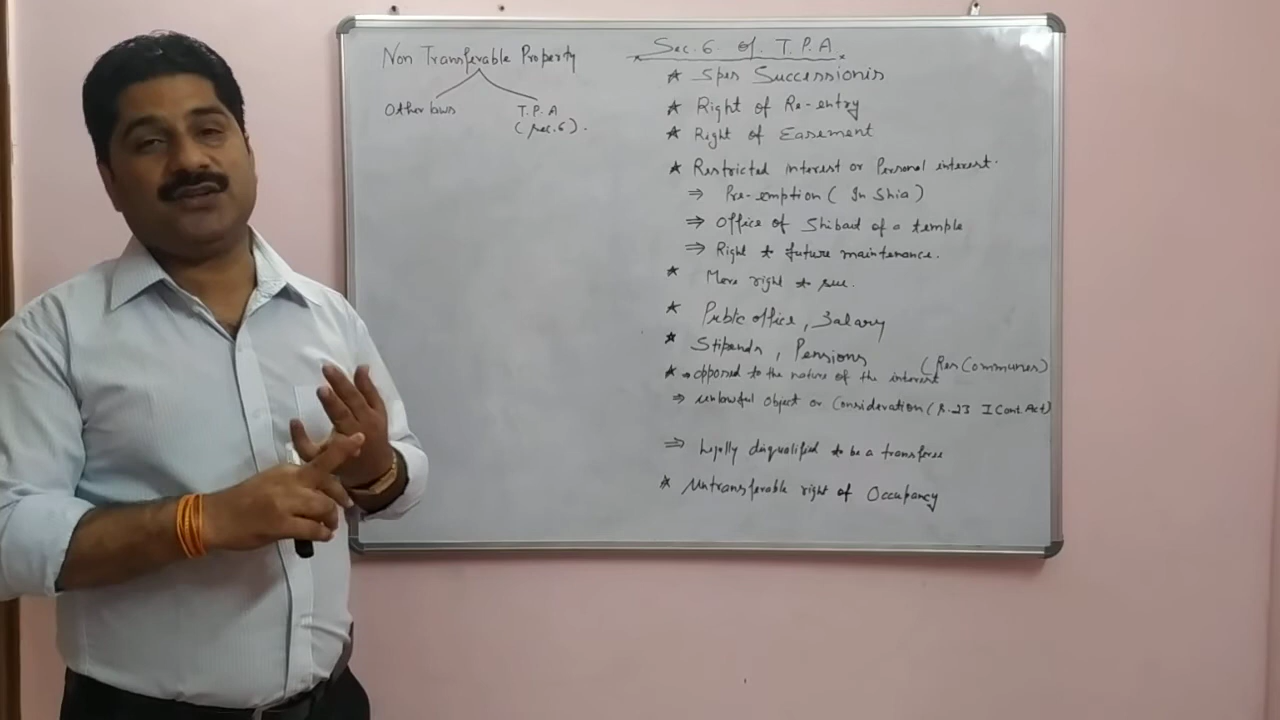 Non Transferable Property
Other laws
T.P.A
(Sec.6).
Sec. 6 of T.P.A.
* Spes Successionis
* Right of Re-entry
* Right of Easement
* Restricted interest or Personal interest.
⇒ Pre-emption (In Shia)
⇒ Office of Shibait of a temple
⇒ Right to future maintenance.
* Mere right to sue.
* Public office, Salary
* Stipends, Pensions
(Res Communes)
* → opposed to the nature of the interest
⇒ unlawful object or Consideration (S.23 I Cont. Act)
⇒ Legally disqualified to be a transferee
* Untransferable right of Occupancy